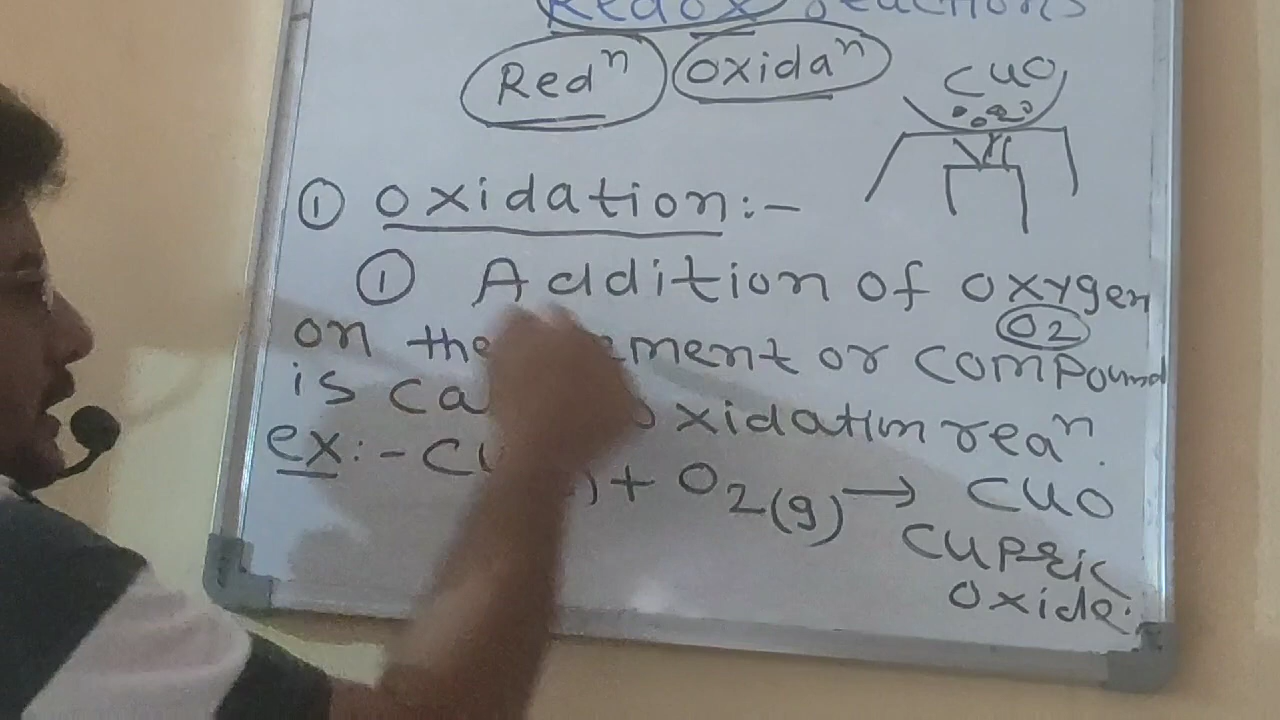 Redox reactions
Redⁿ oxidaⁿ
CuO
① oxidation:-
① Addition of oxygen
O2
on the ment or compound
is ca oxidation reaⁿ.
ex:- Cu ) + O2(g) → CuO
Cupric
Oxide.